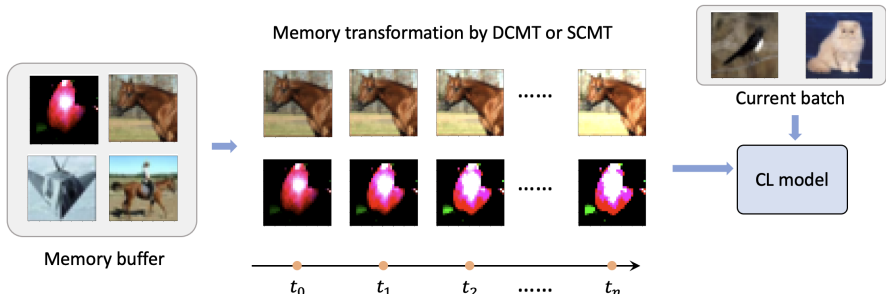 Memory transformation by DCMT or SCMT
Current batch
CL model
Memory buffer
......
......
t0 t1 t2 ...... tn